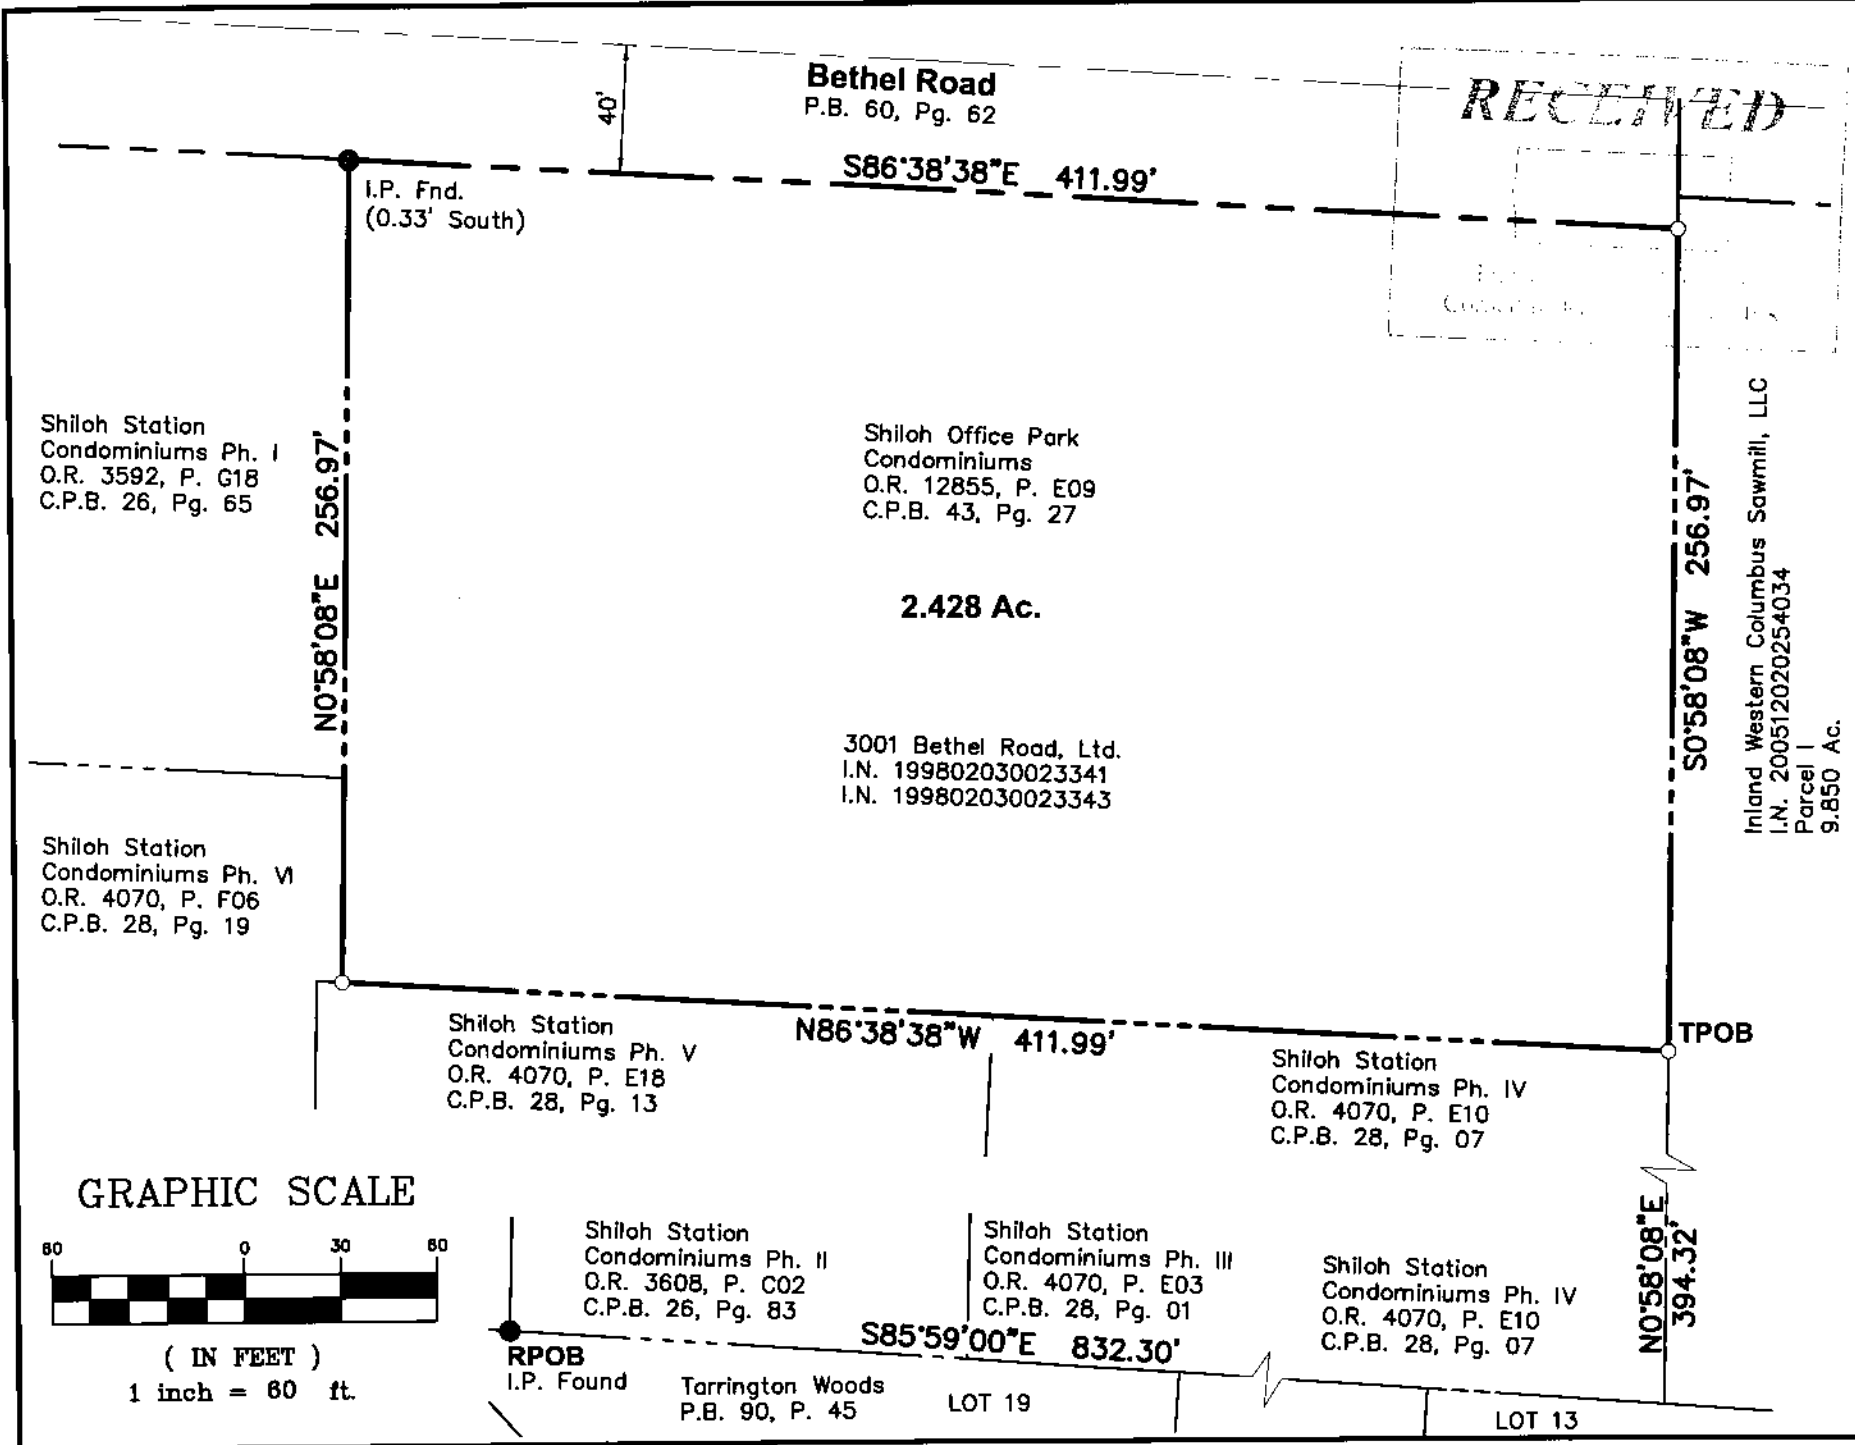 Bethel Road
P.B. 60, Pg. 62
RECEIVED
40'
S86°38'38"E 411.99'
I.P. Fnd.
(0.33' South)
Shiloh Station
Condominiums Ph. I
O.R. 3592, P. G18
C.P.B. 26, Pg. 65
N0°58'08"E 256.97'
Shiloh Office Park
Condominiums
O.R. 12855, P. E09
C.P.B. 43, Pg. 27
2.428 Ac.
3001 Bethel Road, Ltd.
I.N. 199802030023341
I.N. 199802030023343
S0°58'08"W 256.97'
Inland Western Columbus Sawmill, LLC
I.N. 200512020254034
Parcel I
9.850 Ac.
Shiloh Station
Condominiums Ph. VI
O.R. 4070, P. F06
C.P.B. 28, Pg. 19
N86°38'38"W 411.99'
TPOB
Shiloh Station
Condominiums Ph. V
O.R. 4070, P. E18
C.P.B. 28, Pg. 13
Shiloh Station
Condominiums Ph. IV
O.R. 4070, P. E10
C.P.B. 28, Pg. 07
GRAPHIC SCALE
60 0 30 60
( IN FEET )
1 inch = 60 ft.
Shiloh Station
Condominiums Ph. II
O.R. 3608, P. C02
C.P.B. 26, Pg. 83
Shiloh Station
Condominiums Ph. III
O.R. 4070, P. E03
C.P.B. 28, Pg. 01
Shiloh Station
Condominiums Ph. IV
O.R. 4070, P. E10
C.P.B. 28, Pg. 07
N0°58'08"E
394.32'
S85°59'00"E 832.30'
RPOB
I.P. Found
Tarrington Woods
P.B. 90, P. 45
LOT 19
LOT 13